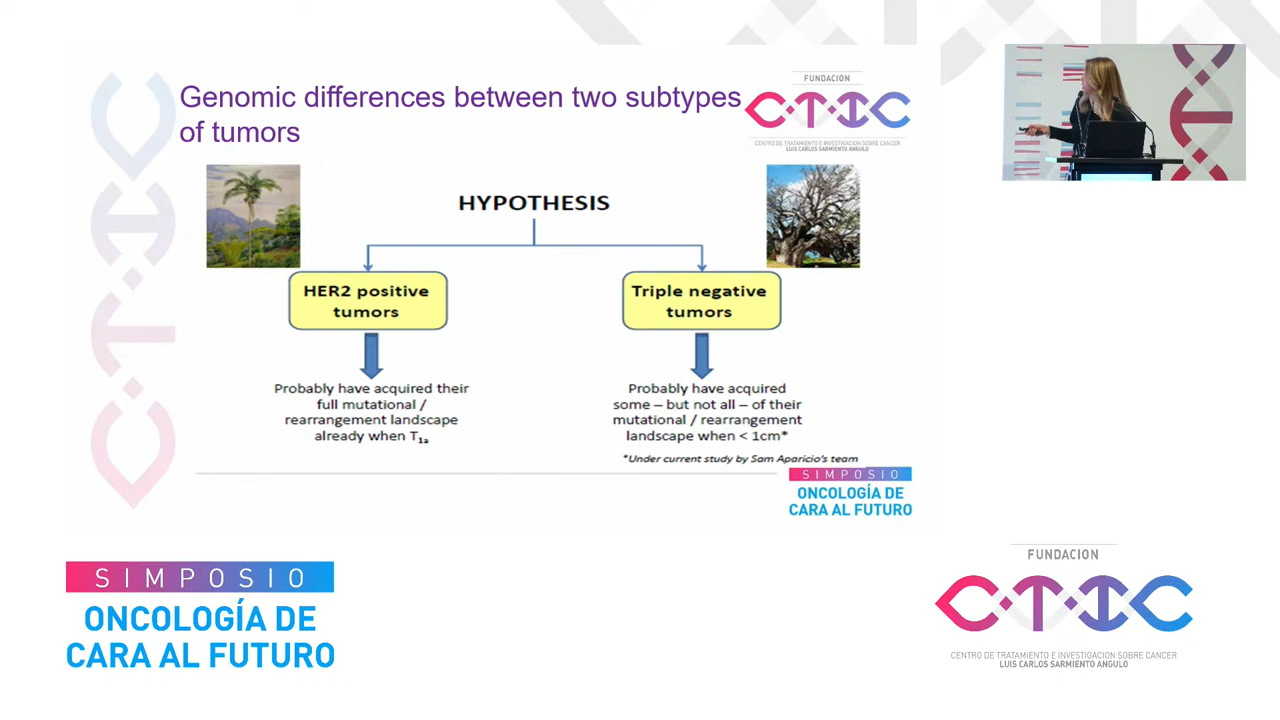 Genomic differences between two subtypes
of tumors
FUNDACION
CTIC
CENTRO DE TRATAMIENTO E INVESTIGACION SOBRE CANCER
LUIS CARLOS SARMIENTO ANGULO
HYPOTHESIS
HER2 positive
tumors
Triple negative
tumors
Probably have acquired their
full mutational /
rearrangement landscape
already when T1a
Probably have acquired
some – but not all – of their
mutational / rearrangement
landscape when < 1cm*
*Under current study by Sam Aparicio's team
SIMPOSIO
ONCOLOGÍA DE
CARA AL FUTURO
C·T·I·C
SIMPOSIO
ONCOLOGÍA DE
CARA AL FUTURO
FUNDACION
C·T·I·C
CENTRO DE TRATAMIENTO E INVESTIGACION SOBRE CANCER
LUIS CARLOS SARMIENTO ANGULO